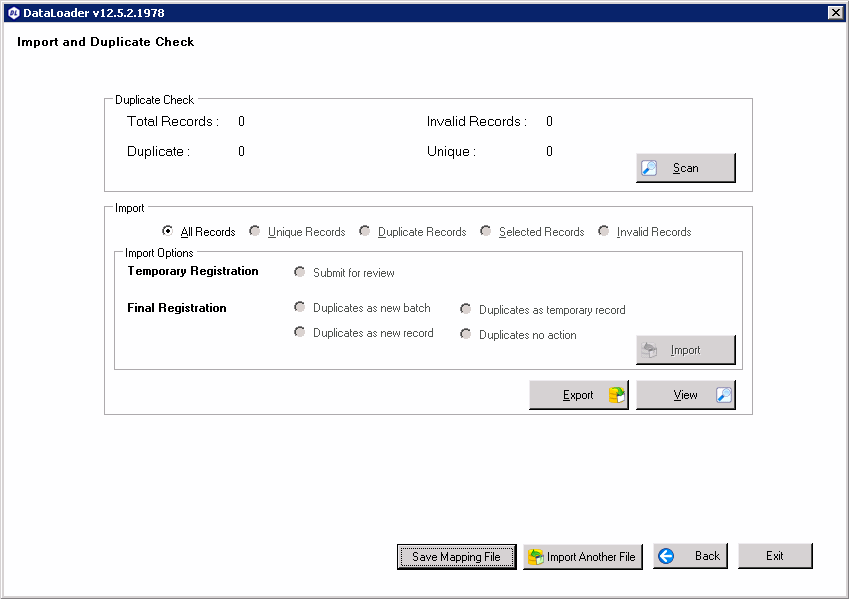 DataLoader v12.5.2.1978
Import and Duplicate Check
Duplicate Check
Total Records : 0 Invalid Records : 0
Duplicate : 0 Unique : 0
Scan
Import
All Records Unique Records Duplicate Records Selected Records Invalid Records
Import Options
Temporary Registration Submit for review
Final Registration Duplicates as new batch Duplicates as temporary record
Duplicates as new record Duplicates no action
Import
Export View
Save Mapping File Import Another File Back Exit